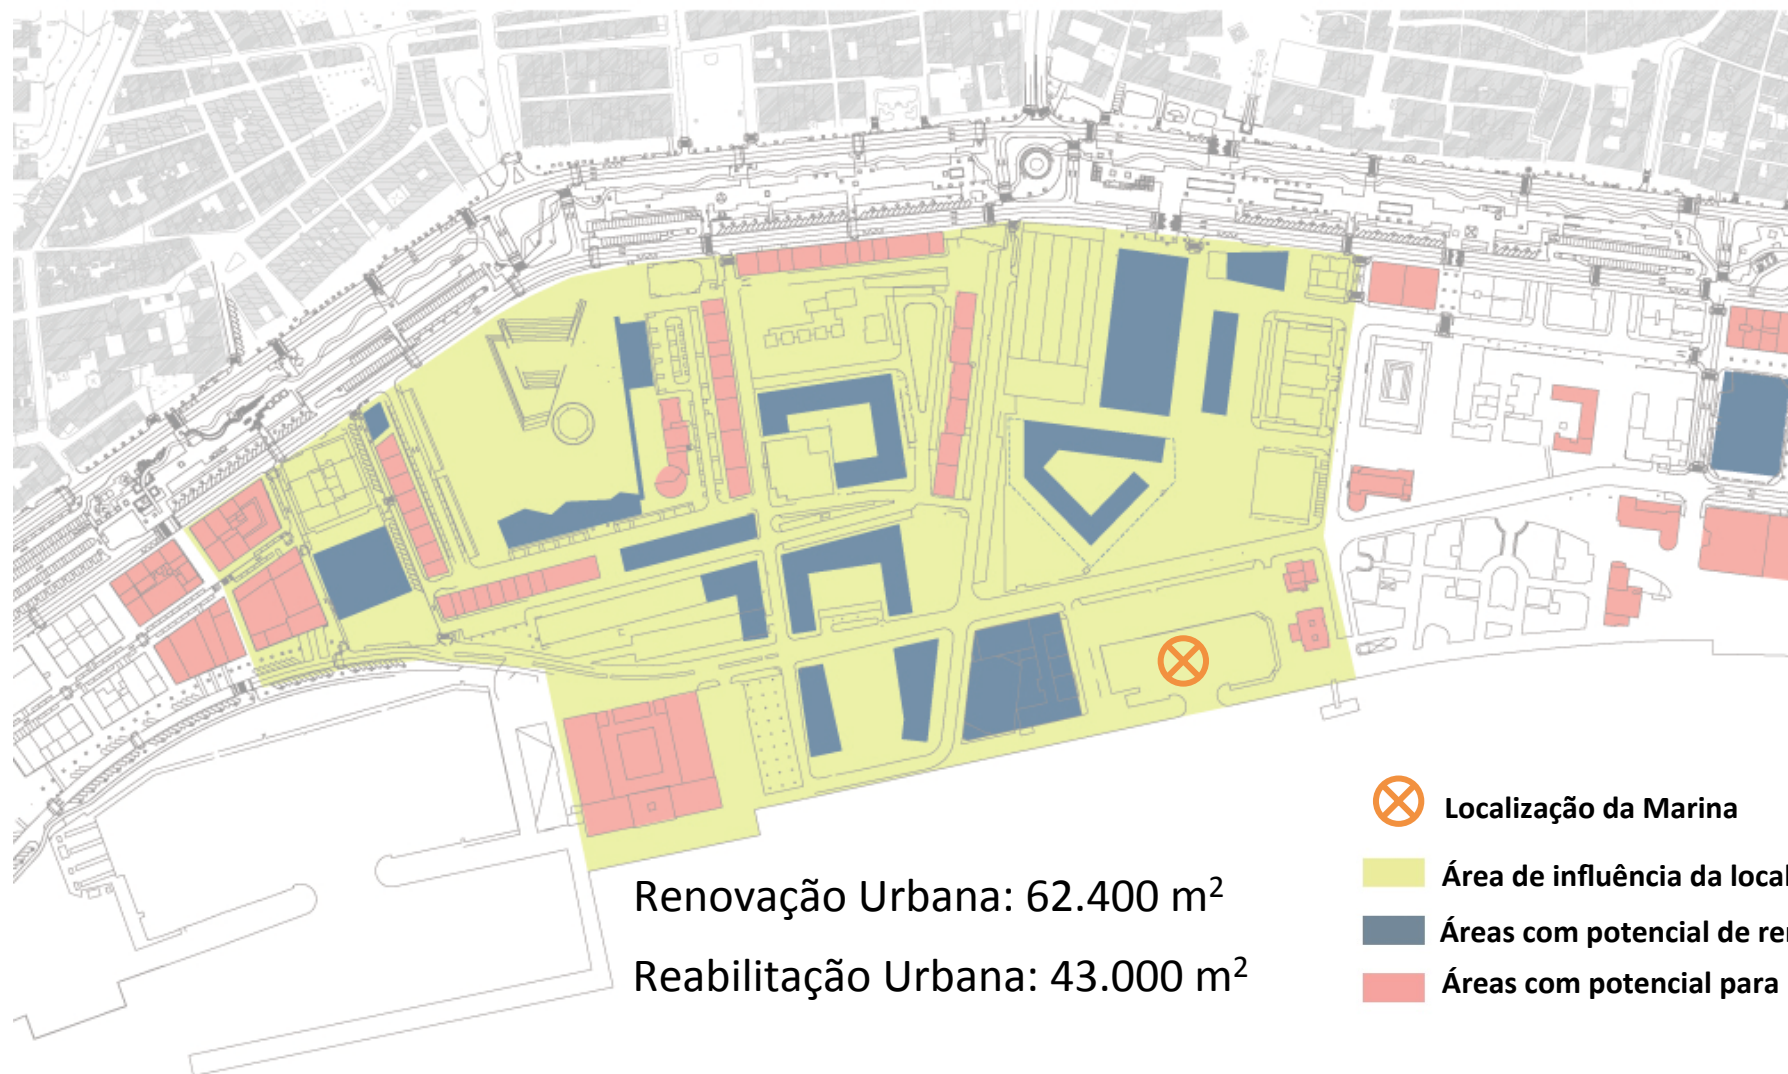 Localização da Marina
Área de influência da local
Renovação Urbana: 62.400 m²
Áreas com potencial de
Reabilitação Urbana: 43.000 m²
Áreas com potencial para